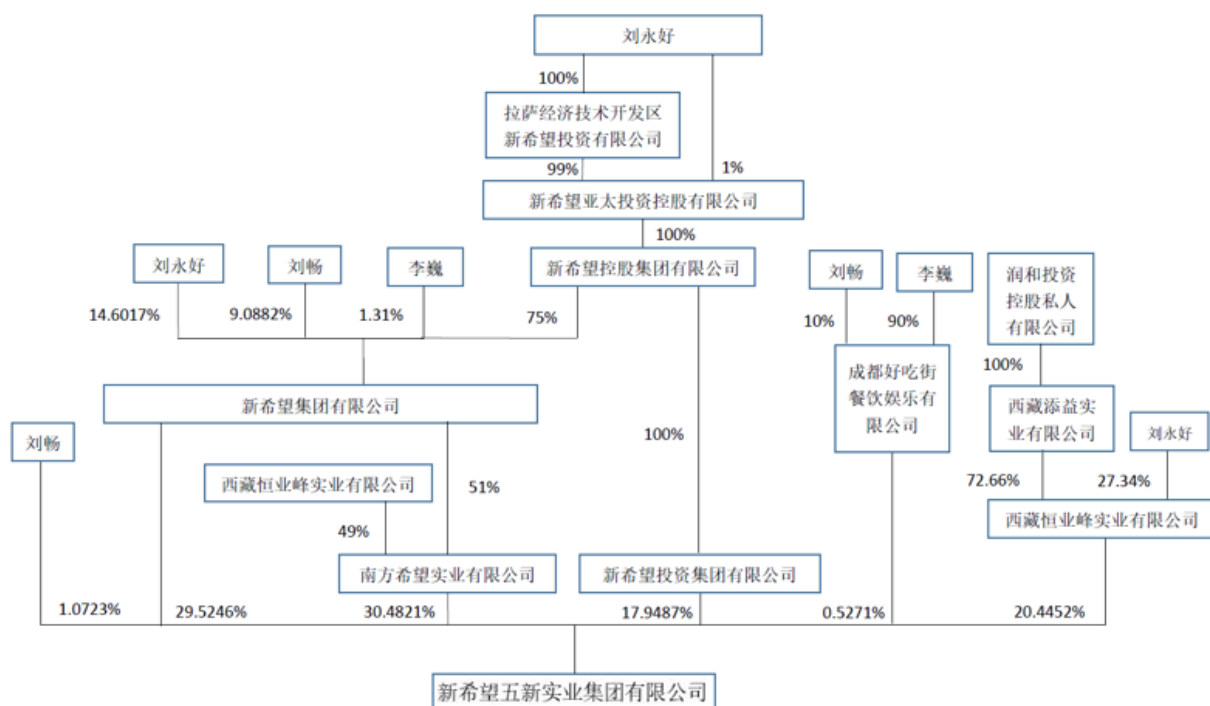 刘永好
100%
拉萨经济技术开发区
新希望投资有限公司
99%
1%
新希望亚太投资控股有限公司
100%
刘永好
刘畅
李巍
新希望控股集团有限公司
刘畅
李巍
润和投资
控股私人
有限公司
14.6017%
9.0882%
1.31%
75%
10%
90%
100%
新希望集团有限公司
成都好吃街
餐饮娱乐有
限公司
西藏添益实
业有限公司
刘永好
刘畅
100%
西藏恒业峰实业有限公司
51%
72.66%
27.34%
49%
西藏恒业峰实业有限公司
南方希望实业有限公司
新希望投资集团有限公司
1.0723%
29.5246%
30.4821%
17.9487%
0.5271%
20.4452%
新希望五新实业集团有限公司